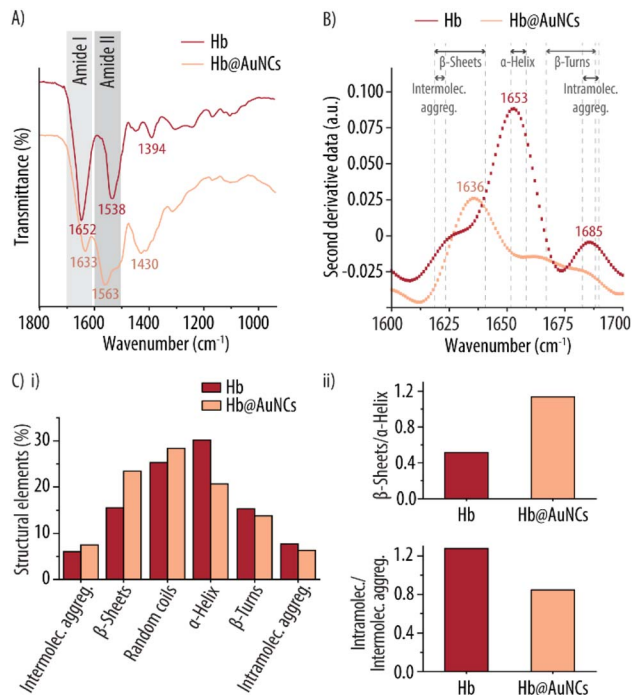 A)
Amide I
Amide II
Hb
Hb@AuNCs
1394
1538
1652
1633
1430
1563
Transmittance (%)
1800 1600 1400 1200 1000
Wavenumber (cm⁻¹)
B)
Hb Hb@AuNCs
β-Sheets α-Helix β-Turns
Intermolec. aggreg.
Intramolec. aggreg.
0.100
0.075
0.050
0.025
0
-0.025
Second derivative data (a.u.)
1653
1636
1685
1600 1625 1650 1675 1700
Wavenumber (cm⁻¹)
C) i)
Hb
Hb@AuNCs
30
20
10
0
Structural elements (%)
Intermolec. aggreg.
β-Sheets
Random coils
α-Helix
β-Turns
Intramolec. aggreg.
ii)
β-Sheets/α-Helix
1.2
0.8
0.4
0.0
Hb Hb@AuNCs
Intramolec./
Intermolec. aggreg.
1.2
0.8
0.4
0.0
Hb Hb@AuNCs